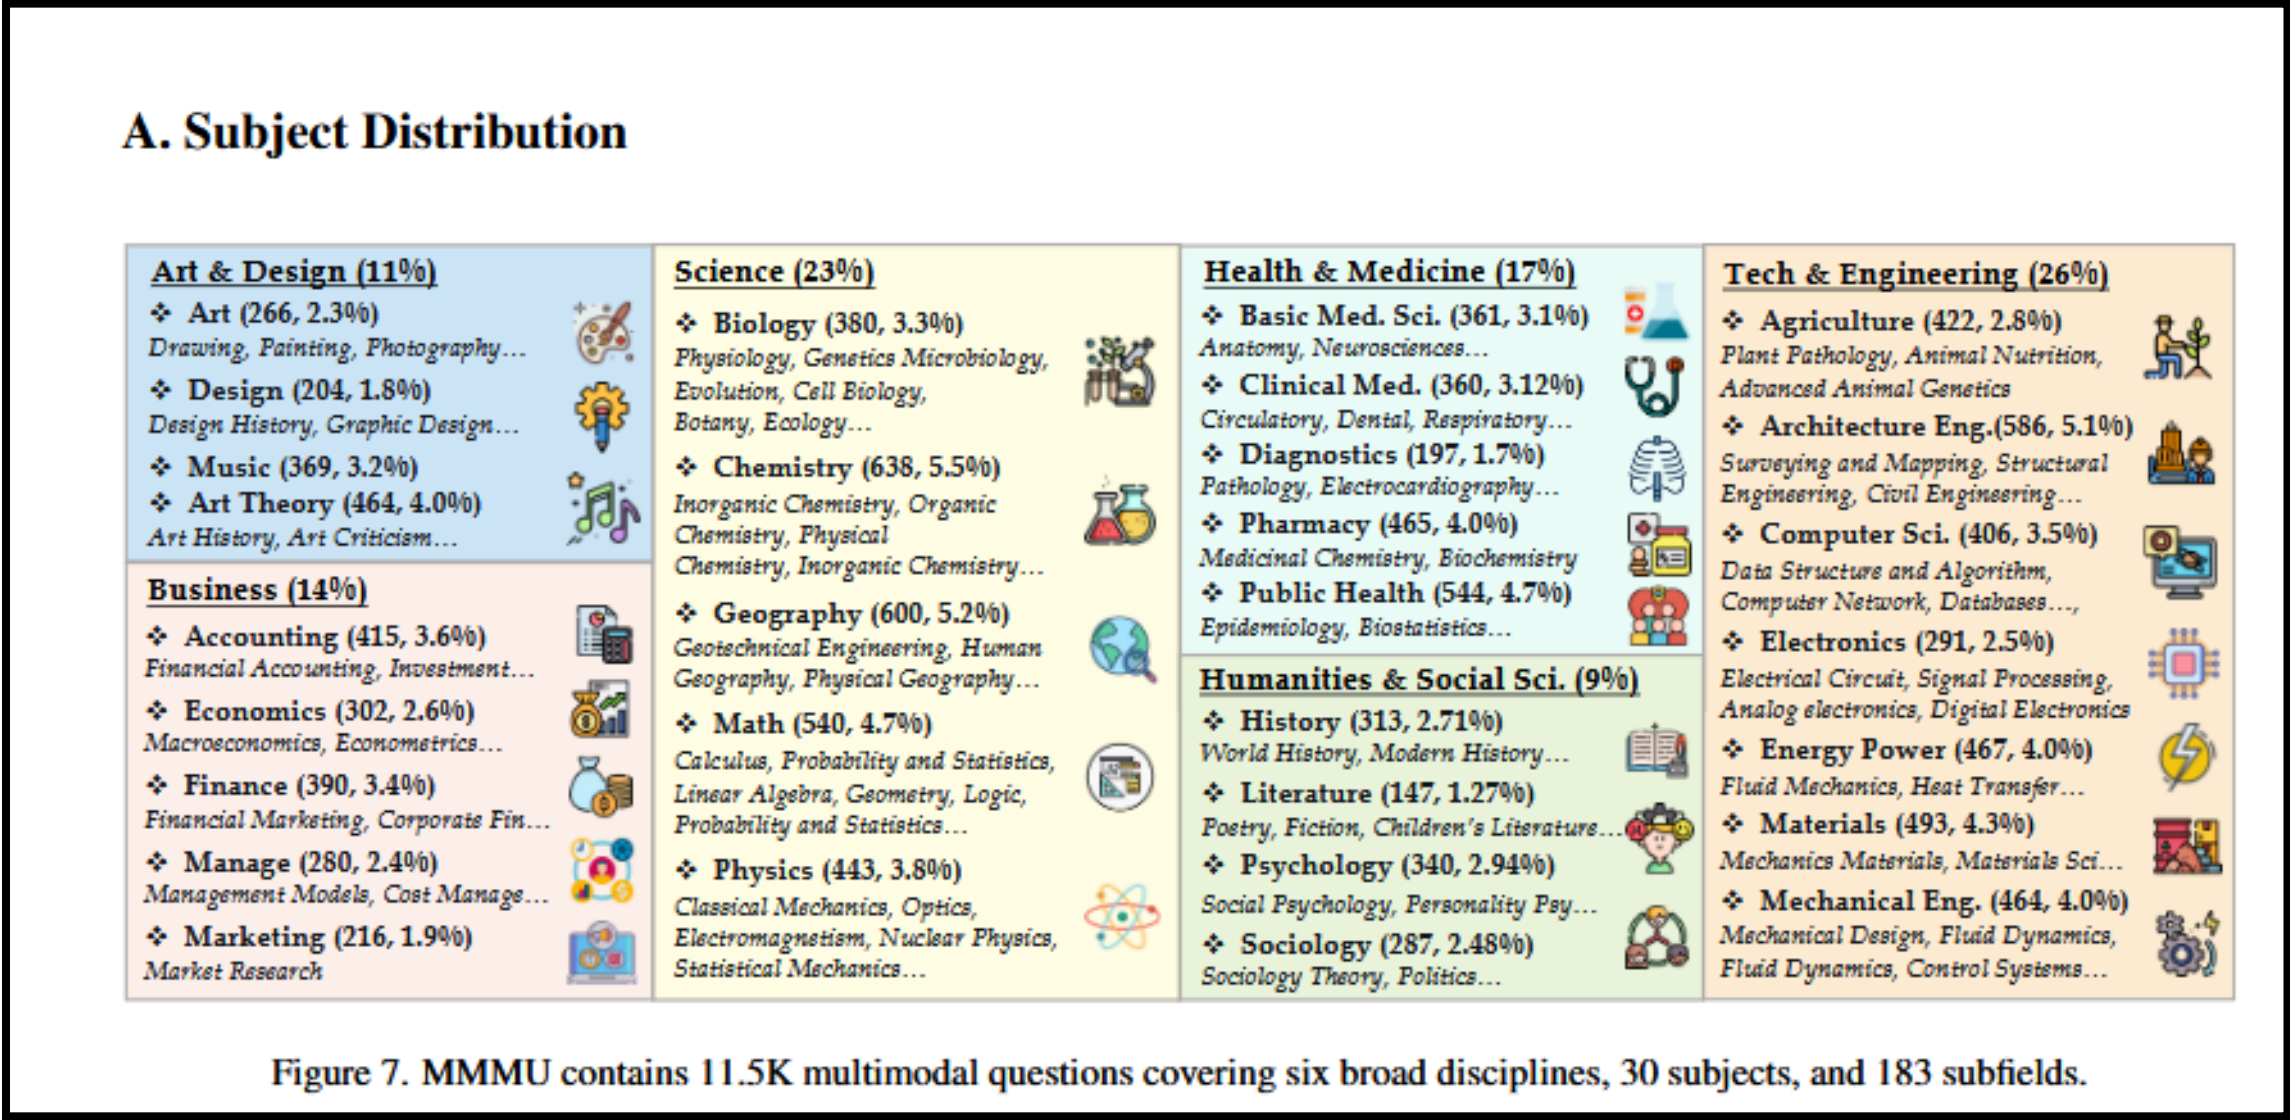 A. Subject Distribution
Art & Design (11%)
❖ Art (266, 2.3%)
Drawing, Painting, Photography...
❖ Design (204, 1.8%)
Design History, Graphic Design...
❖ Music (369, 3.2%)
❖ Art Theory (464, 4.0%)
Art History, Art Criticism...
Business (14%)
❖ Accounting (415, 3.6%)
Financial Accounting, Investment...
❖ Economics (302, 2.6%)
Macroeconomics, Econometrics...
❖ Finance (390, 3.4%)
Financial Marketing, Corporate Fin...
❖ Manage (280, 2.4%)
Management Models, Cost Manage...
❖ Marketing (216, 1.9%)
Market Research
Science (23%)
❖ Biology (380, 3.3%)
Physiology, Genetics Microbiology,
Evolution, Cell Biology,
Botany, Ecology...
❖ Chemistry (638, 5.5%)
Inorganic Chemistry, Organic
Chemistry, Physical
Chemistry, Inorganic Chemistry...
❖ Geography (600, 5.2%)
Geotechnical Engineering, Human
Geography, Physical Geography...
❖ Math (540, 4.7%)
Calculus, Probability and Statistics,
Linear Algebra, Geometry, Logic,
Probability and Statistics...
❖ Physics (443, 3.8%)
Classical Mechanics, Optics,
Electromagnetism, Nuclear Physics,
Statistical Mechanics...
Health & Medicine (17%)
❖ Basic Med. Sci. (361, 3.1%)
Anatomy, Neurosciences...
❖ Clinical Med. (360, 3.12%)
Circulatory, Dental, Respiratory...
❖ Diagnostics (197, 1.7%)
Pathology, Electrocardiography...
❖ Pharmacy (465, 4.0%)
Medicinal Chemistry, Biochemistry
❖ Public Health (544, 4.7%)
Epidemiology, Biostatistics...
Humanities & Social Sci. (9%)
❖ History (313, 2.71%)
World History, Modern History...
❖ Literature (147, 1.27%)
Poetry, Fiction, Children's Literature...
❖ Psychology (340, 2.94%)
Social Psychology, Personality Psy...
❖ Sociology (287, 2.48%)
Sociology Theory, Politics...
Tech & Engineering (26%)
❖ Agriculture (422, 2.8%)
Plant Pathology, Animal Nutrition,
Advanced Animal Genetics
❖ Architecture Eng.(586, 5.1%)
Surveying and Mapping, Structural
Engineering, Civil Engineering...
❖ Computer Sci. (406, 3.5%)
Data Structure and Algorithm,
Computer Network, Databases...,
❖ Electronics (291, 2.5%)
Electrical Circuit, Signal Processing,
Analog electronics, Digital Electronics
❖ Energy Power (467, 4.0%)
Fluid Mechanics, Heat Transfer...
❖ Materials (493, 4.3%)
Mechanics Materials, Materials Sci...
❖ Mechanical Eng. (464, 4.0%)
Mechanical Design, Fluid Dynamics,
Fluid Dynamics, Control Systems...
Figure 7. MMMU contains 11.5K multimodal questions covering six broad disciplines, 30 subjects, and 183 subfields.